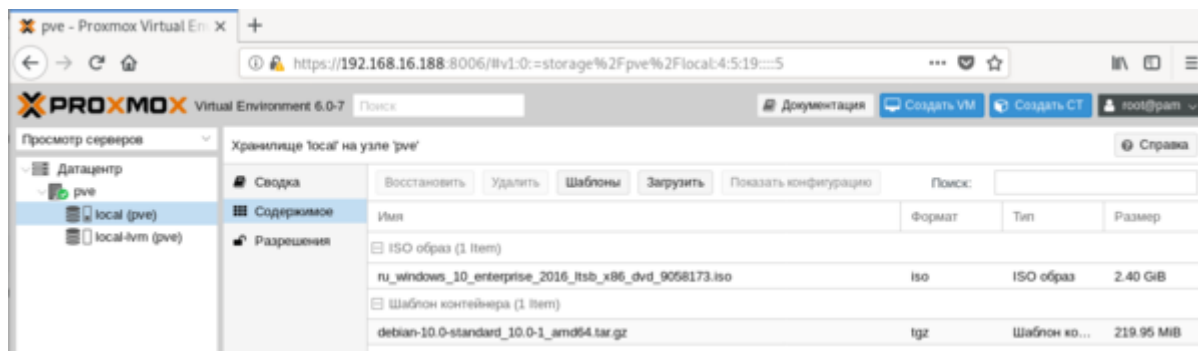 pve - Proxmox Virtual En
https://192.168.16.188:8006/#v1:0:=storage%2Fpve%2Flocal:4:5:19::::5
PROXMOX Virtual Environment 6.0-7 Поиск Документация Создать VM Создать CT root@pam
Просмотр серверов Хранилище 'local' на узле 'pve' Справка
Датацентр
pve
local (pve)
local-lvm (pve)
Сводка
Содержимое
Разрешения
Восстановить Удалить Шаблоны Загрузить Показать конфигурацию Поиск:
Имя Формат Тип Размер
ISO образ (1 Item)
ru_windows_10_enterprise_2016_ltsb_x86_dvd_9058173.iso iso ISO образ 2.40 GiB
Шаблон контейнера (1 Item)
debian-10.0-standard_10.0-1_amd64.tar.gz tgz Шаблон ко... 219.95 MiB